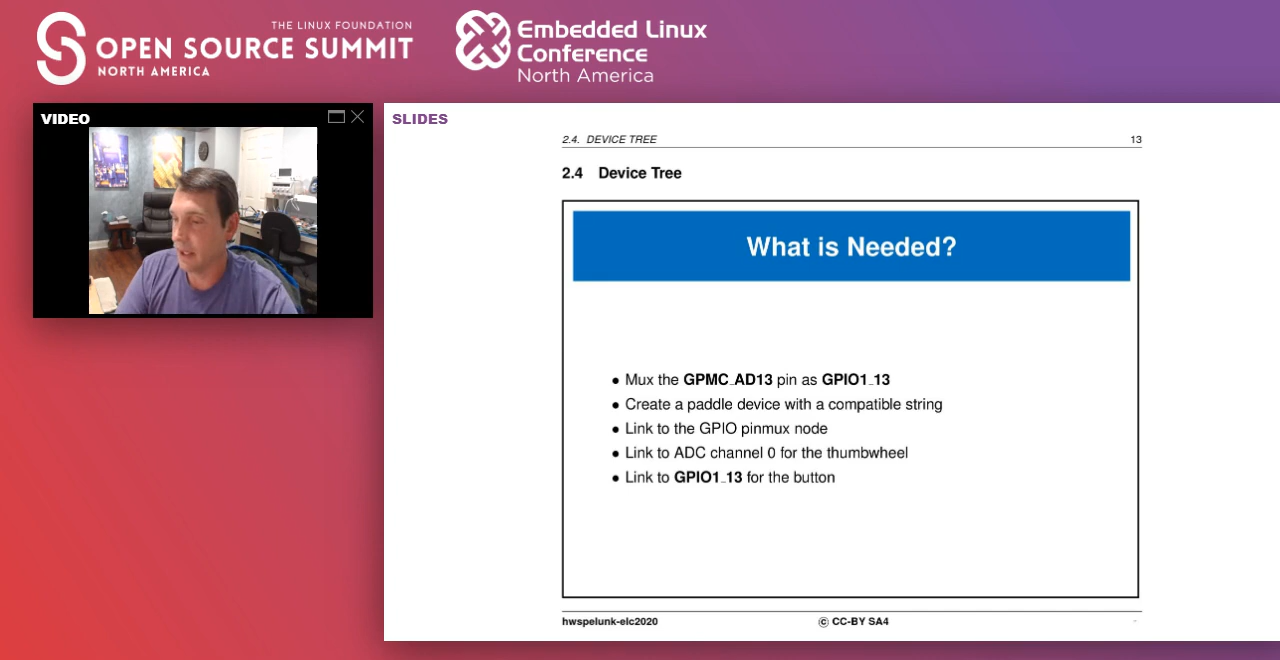 THE LINUX FOUNDATION
OPEN SOURCE SUMMIT
NORTH AMERICA
Embedded Linux
Conference
North America
VIDEO
SLIDES
2.4. DEVICE TREE 13
2.4 Device Tree
What is Needed?
• Mux the GPMC_AD13 pin as GPIO1_13
• Create a paddle device with a compatible string
• Link to the GPIO pinmux node
• Link to ADC channel 0 for the thumbwheel
• Link to GPIO1_13 for the button
hwspelunk-elc2020 © CC-BY SA4